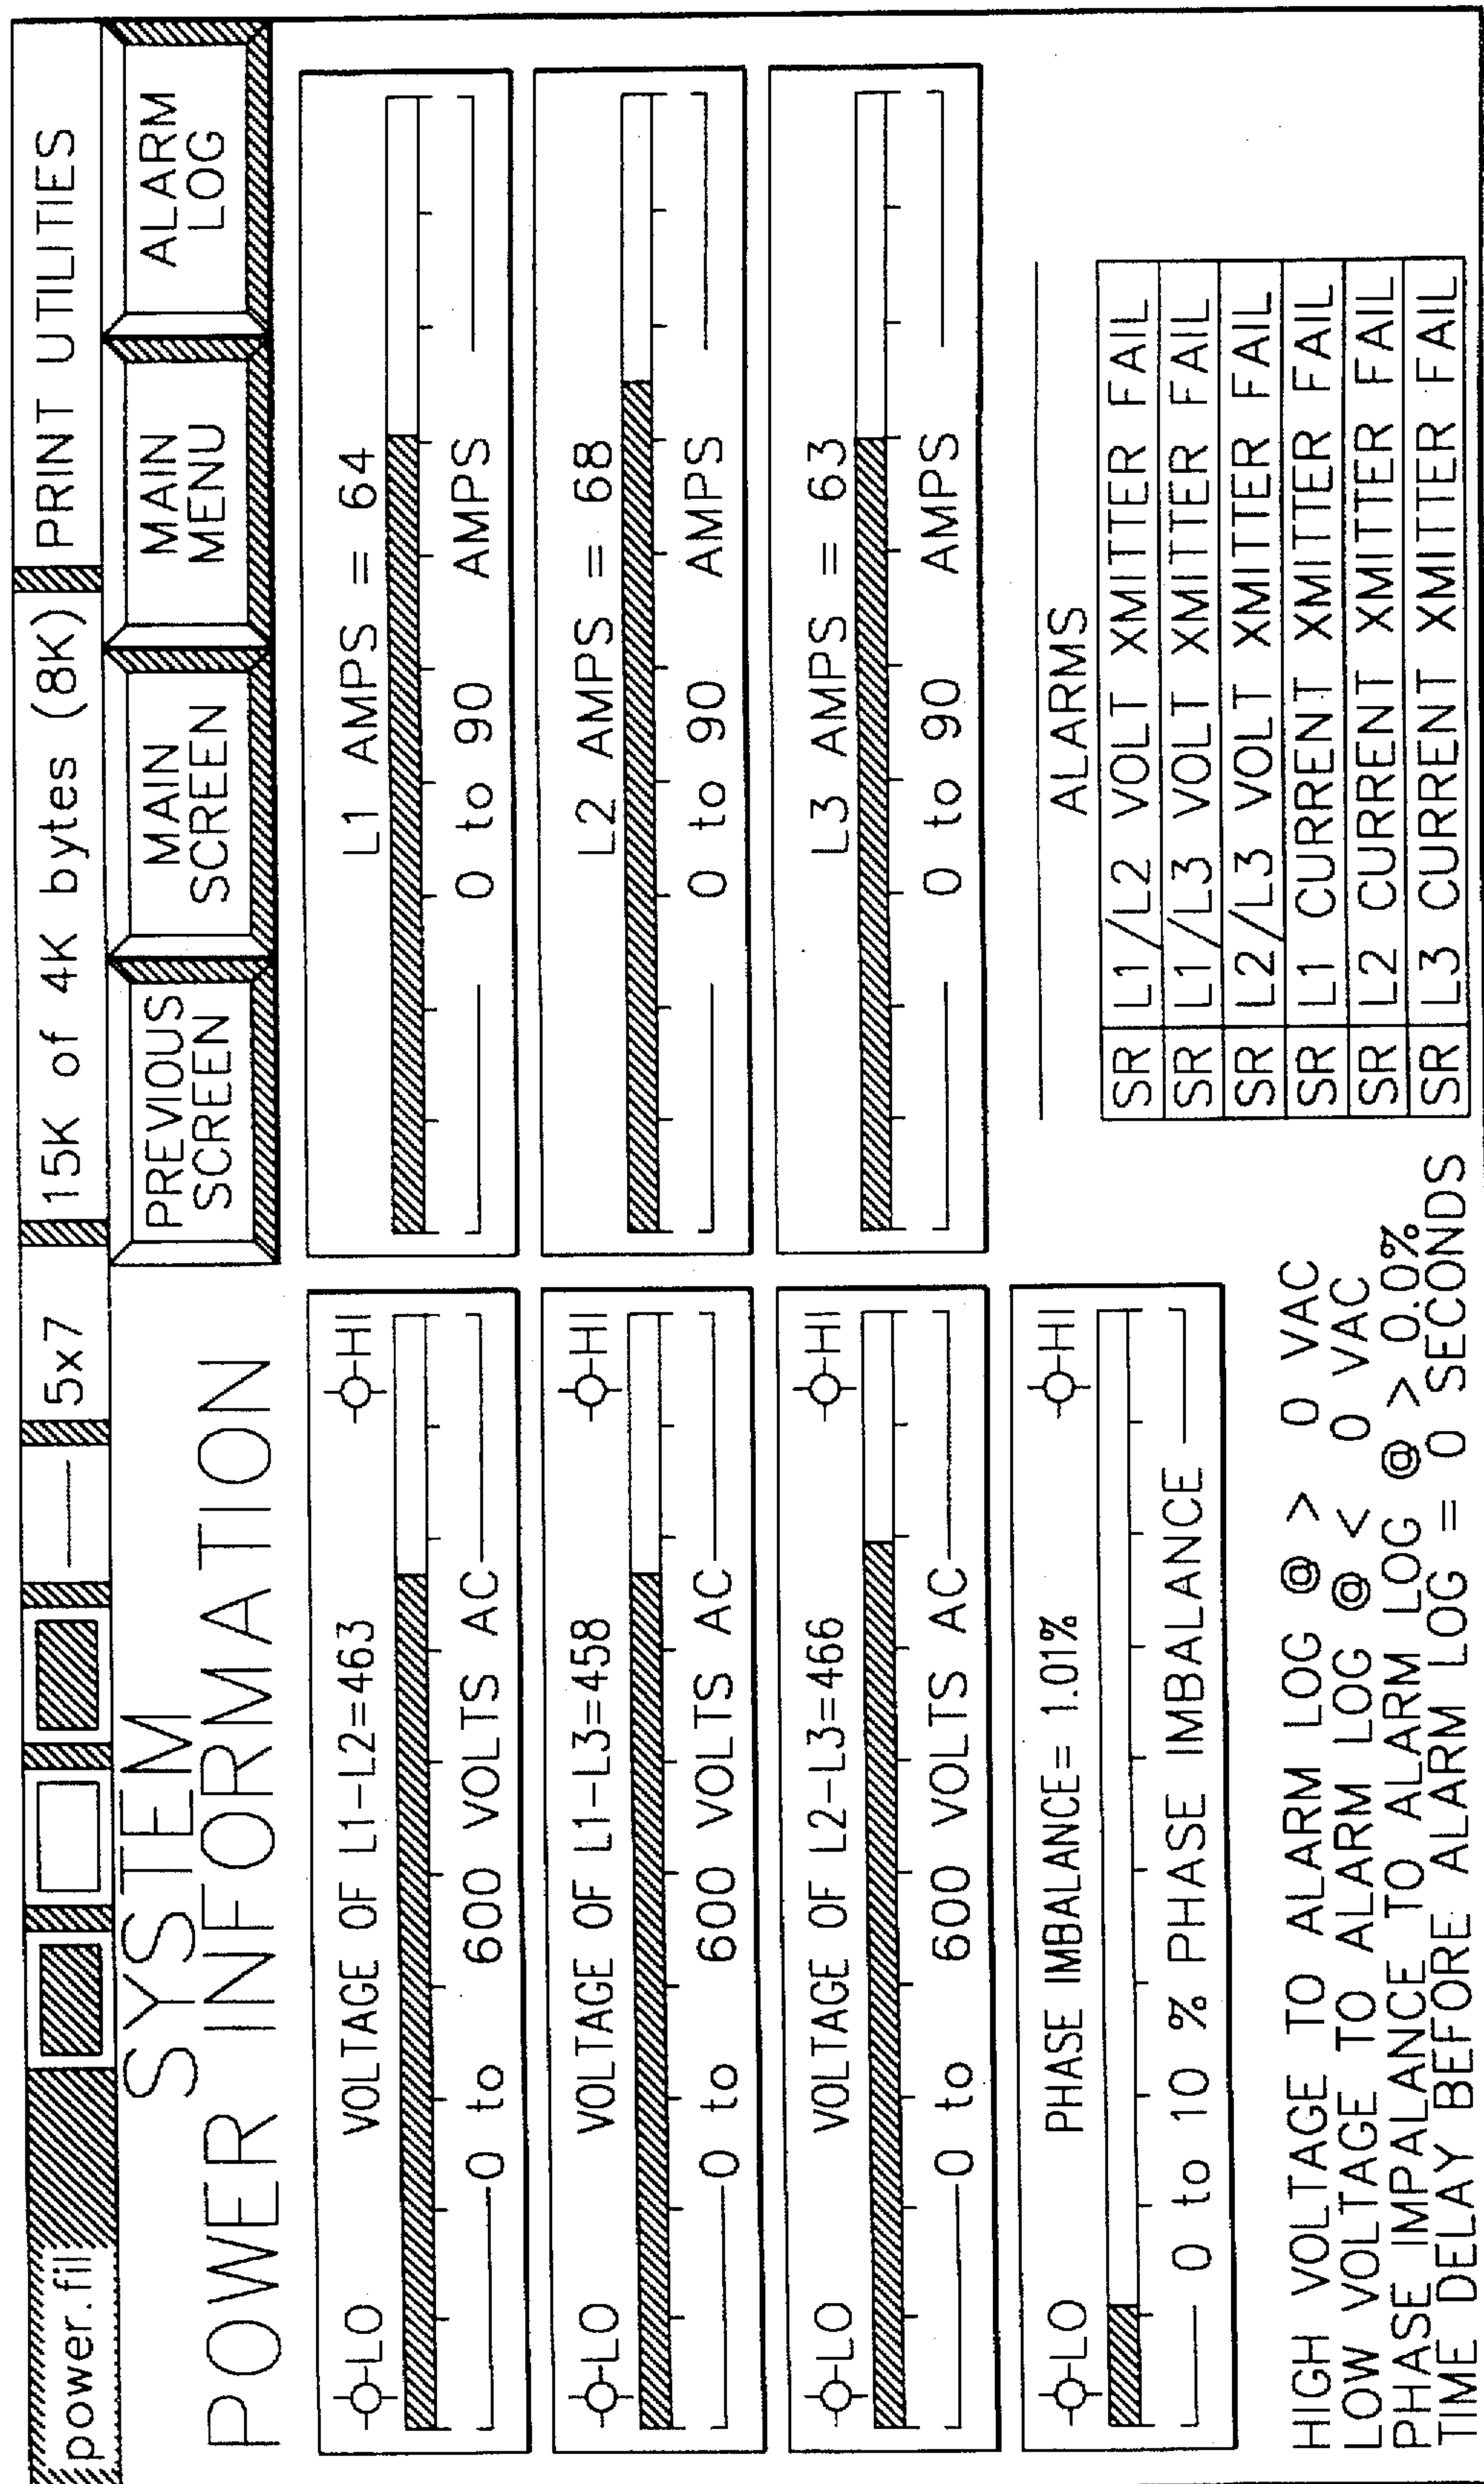 power.fil 5x7 15K of 4K bytes (8K) PRINT UTILITIES
SYSTEM
POWER INFORMATION
PREVIOUS SCREEN
MAIN SCREEN
MAIN MENU
ALARM LOG
LO HI
VOLTAGE OF L1-L2=463
0 to 600 VOLTS AC
LO HI
VOLTAGE OF L1-L3=458
0 to 600 VOLTS AC
LO HI
VOLTAGE OF L2-L3=466
0 to 600 VOLTS AC
LO HI
PHASE IMBALANCE= 1.01%
0 to 10 % PHASE IMBALANCE
L1 AMPS = 64
0 to 90 AMPS
L2 AMPS = 68
0 to 90 AMPS
L3 AMPS = 63
0 to 90 AMPS
HIGH VOLTAGE TO ALARM LOG @ > 0 VAC
LOW VOLTAGE TO ALARM LOG @ < 0 VAC
PHASE IMPALANCE TO ALARM LOG @ > 0.0%
TIME DELAY BEFORE ALARM LOG = 0 SECONDS
ALARMS
SR L1/L2 VOLT XMITTER FAIL
SR L1/L3 VOLT XMITTER FAIL
SR L2/L3 VOLT XMITTER FAIL
SR L1 CURRENT XMITTER FAIL
SR L2 CURRENT XMITTER FAIL
SR L3 CURRENT XMITTER FAIL